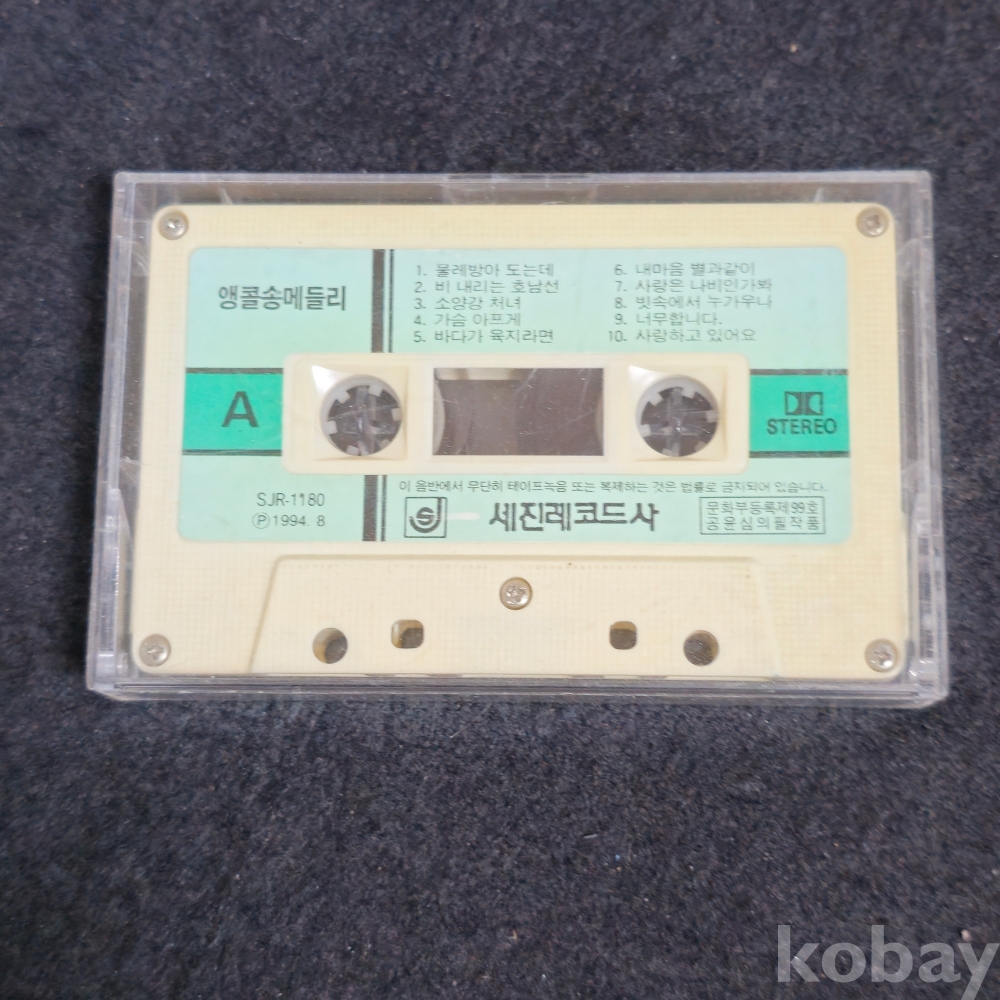 앵콜송메들리
1. 물레방아 도는데
2. 비 내리는 호남선
3. 소양강 처녀
4. 가슴 아프게
5. 바다가 육지라면
6. 내마음 별과같이
7. 사랑은 나비인가봐
8. 빗속에서 누가우나
9. 너무합니다.
10. 사랑하고 있어요
A
STEREO
이 음반에서 무단히 테이프녹음 또는 복제하는 것은 법률로 금지되어 있습니다.
SJR-1180
Ⓟ1994. 8
SJ 세진레코드사
문화부등록제99호
공윤심의필작품
kobay